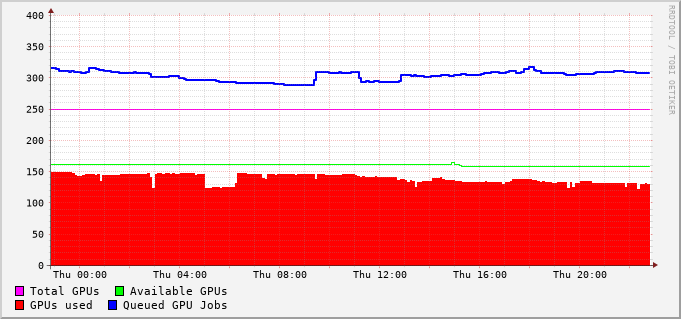 400
350
300
250
200
150
100
50
0
Thu 00:00 Thu 04:00 Thu 08:00 Thu 12:00 Thu 16:00 Thu 20:00
Total GPUs Available GPUs
GPUs used Queued GPU Jobs
RRDTOOL / TOBI OETIKER